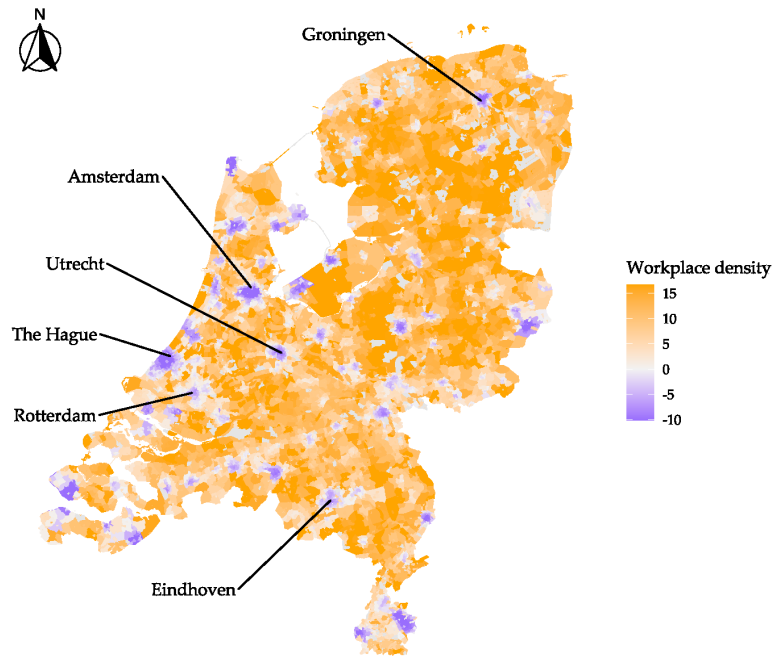 N
Groningen
Amsterdam
Utrecht
The Hague
Rotterdam
Eindhoven
Workplace density
15
10
5
0
-5
-10